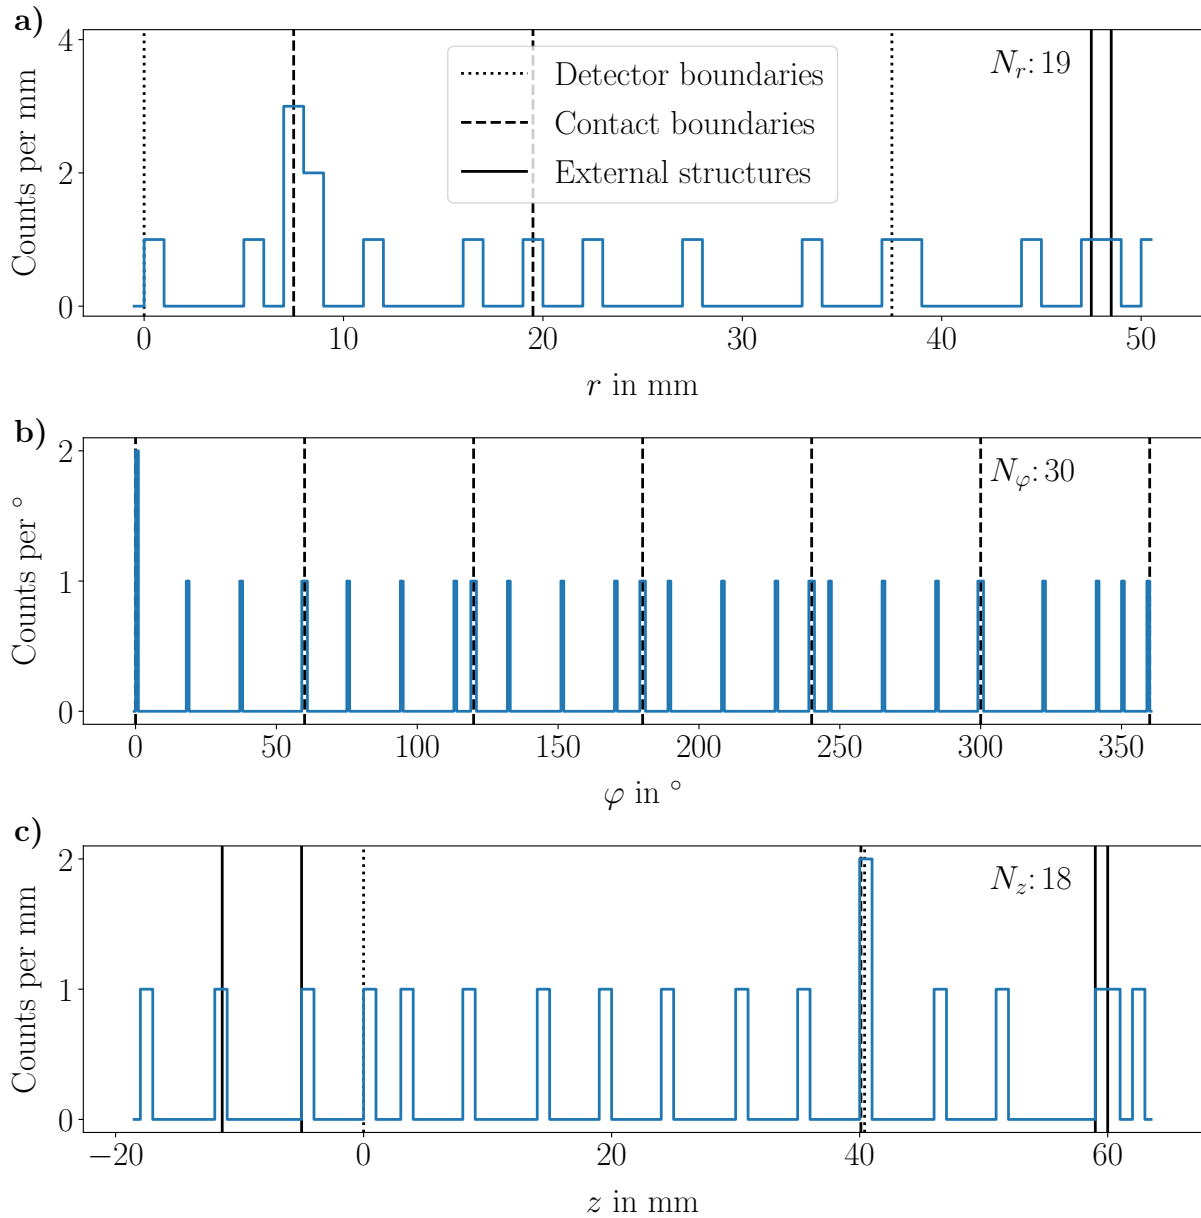 a)
4
2
0
Counts per mm
Detector boundaries
Contact boundaries
External structures
N_r: 19
0 10 20 30 40 50
r in mm
b)
2
1
0
Counts per °
N_φ: 30
0 50 100 150 200 250 300 350
φ in °
c)
2
1
0
Counts per mm
N_z: 18
−20 0 20 40 60
z in mm